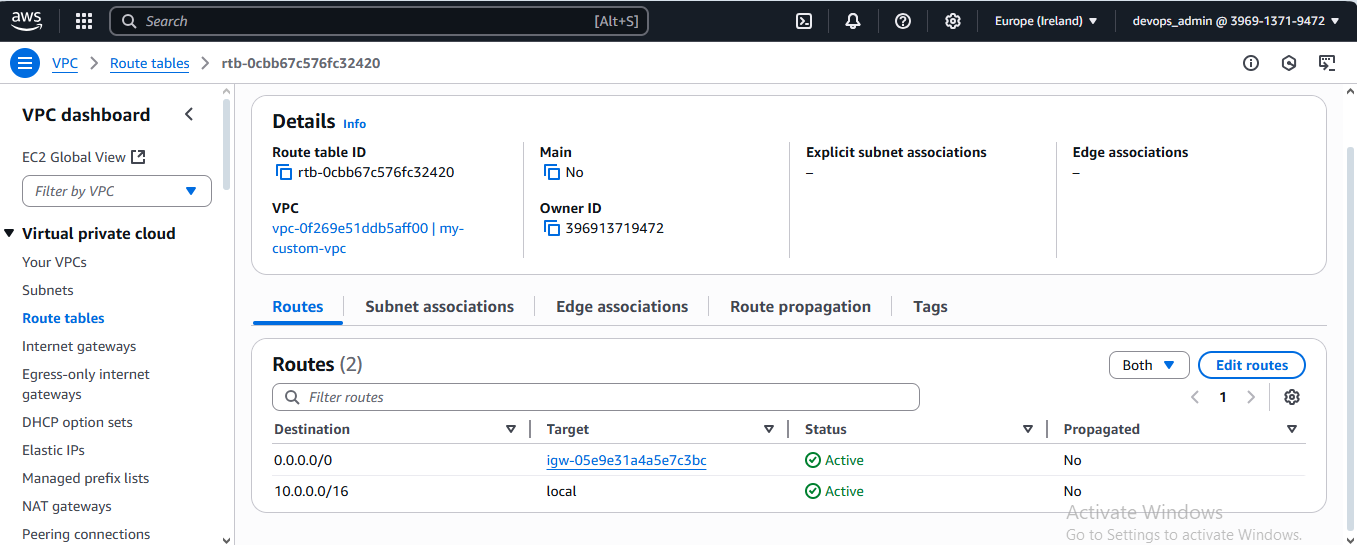 aws
Search [Alt+S]
Europe (Ireland)
devops_admin @ 3969-1371-9472
VPC
Route tables
rtb-0cbb67c576fc32420
VPC dashboard
EC2 Global View
Filter by VPC
Virtual private cloud
Your VPCs
Subnets
Route tables
Internet gateways
Egress-only internet
gateways
DHCP option sets
Elastic IPs
Managed prefix lists
NAT gateways
Peering connections
Details Info
Route table ID
rtb-0cbb67c576fc32420
VPC
vpc-0f269e51ddb5aff00 | my-
custom-vpc
Main
No
Owner ID
396913719472
Explicit subnet associations
–
Edge associations
–
Routes Subnet associations Edge associations Route propagation Tags
Routes (2)
Both Edit routes
Filter routes
1
Destination Target Status Propagated
0.0.0.0/0 igw-05e9e31a4a5e7c3bc Active No
10.0.0.0/16 local Active No
Activate Windows
Go to Settings to activate Windows.